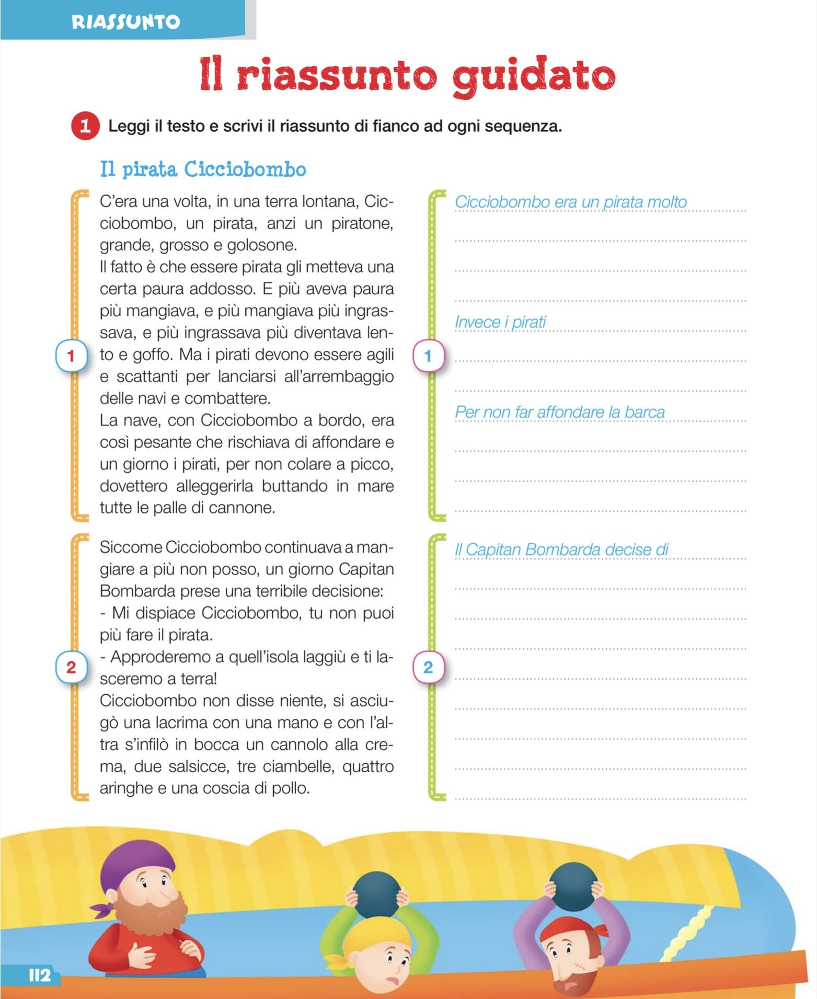 RIASSUNTO
Il riassunto guidato
1 Leggi il testo e scrivi il riassunto di fianco ad ogni sequenza.
Il pirata Cicciobombo
C'era una volta, in una terra lontana, Cic-
ciobombo, un pirata, anzi un piratone,
grande, grosso e golosone.
Il fatto è che essere pirata gli metteva una
certa paura addosso. E più aveva paura
più mangiava, e più mangiava più ingras-
sava, e più ingrassava più diventava len-
1 to e goffo. Ma i pirati devono essere agili
e scattanti per lanciarsi all'arrembaggio
delle navi e combattere.
La nave, con Cicciobombo a bordo, era
così pesante che rischiava di affondare e
un giorno i pirati, per non colare a picco,
dovettero alleggerirla buttando in mare
tutte le palle di cannone.
Cicciobombo era un pirata molto
Invece i pirati
1
Per non far affondare la barca
Siccome Cicciobombo continuava a man-
giare a più non posso, un giorno Capitan
Bombarda prese una terribile decisione:
- Mi dispiace Cicciobombo, tu non puoi
più fare il pirata.
- Approderemo a quell'isola laggiù e ti la-
2 sceremo a terra!
Cicciobombo non disse niente, si asciu-
gò una lacrima con una mano e con l'al-
tra s'infilò in bocca un cannolo alla cre-
ma, due salsicce, tre ciambelle, quattro
aringhe e una coscia di pollo.
Il Capitan Bombarda decise di
2
112